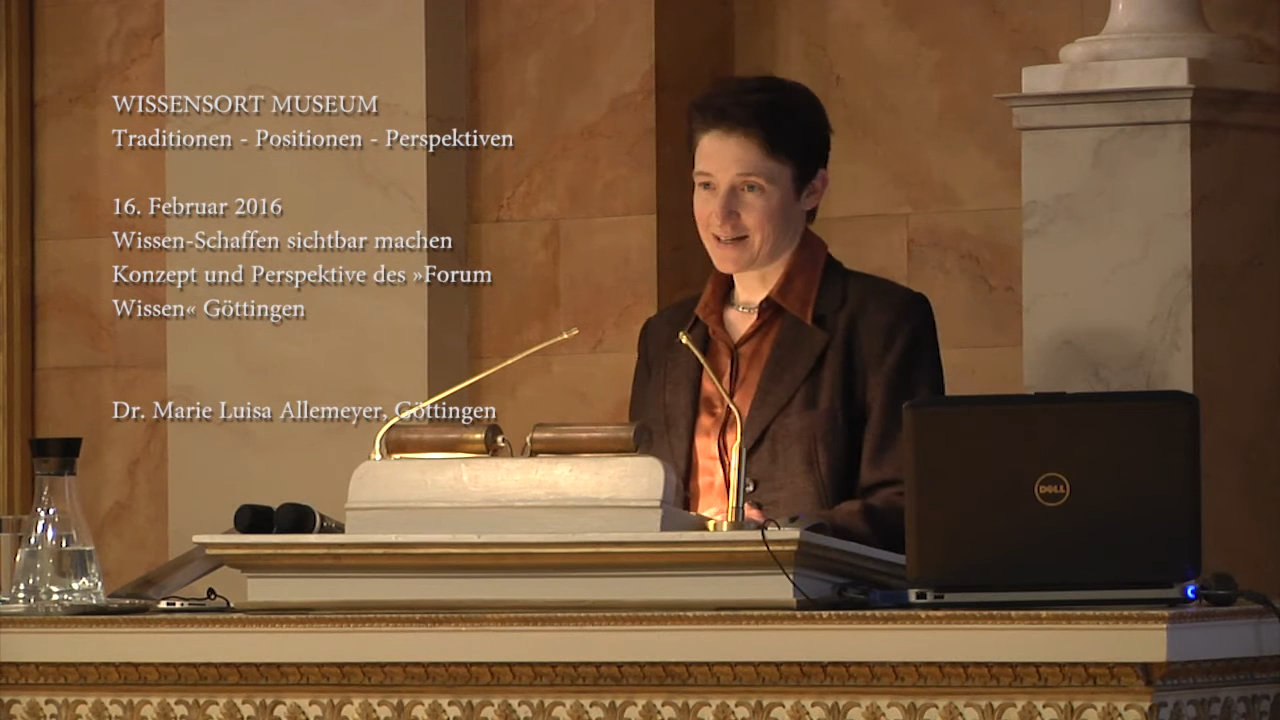 WISSENSORT MUSEUM
Traditionen - Positionen - Perspektiven
16. Februar 2016
Wissen-Schaffen sichtbar machen
Konzept und Perspektive des »Forum
Wissen« Göttingen
Dr. Marie Luisa Allemeyer, Göttingen
DELL